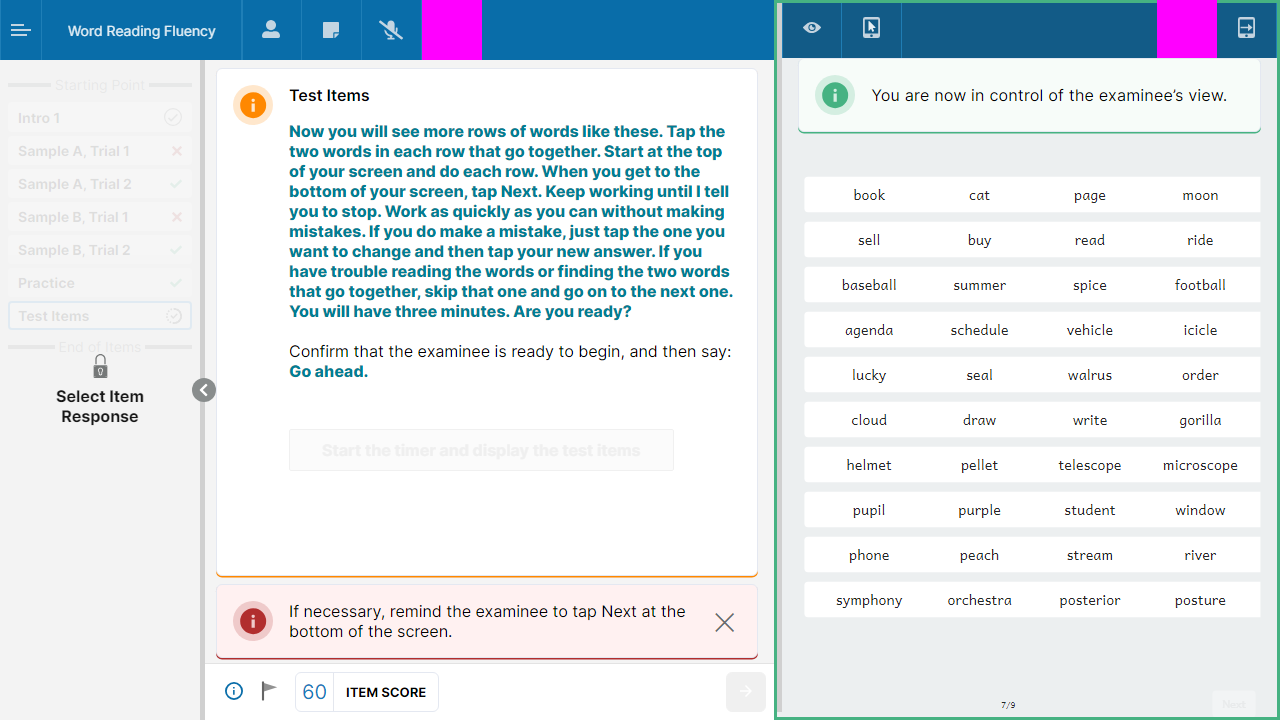 Word Reading Fluency
Starting Point
Intro 1
Sample A, Trial 1
Sample A, Trial 2
Sample B, Trial 1
Sample B, Trial 2
Practice
Test Items
End of Items
Select Item
Response
Test Items
Now you will see more rows of words like these. Tap the
two words in each row that go together. Start at the top
of your screen and do each row. When you get to the
bottom of your screen, tap Next. Keep working until I tell
you to stop. Work as quickly as you can without making
mistakes. If you do make a mistake, just tap the one you
want to change and then tap your new answer. If you
have trouble reading the words or finding the two words
that go together, skip that one and go on to the next one.
You will have three minutes. Are you ready?
Confirm that the examinee is ready to begin, and then say:
Go ahead.
Start the timer and display the test items
If necessary, remind the examinee to tap Next at the
bottom of the screen.
60 ITEM SCORE
You are now in control of the examinee's view.
book cat page moon
sell buy read ride
baseball summer spice football
agenda schedule vehicle icicle
lucky seal walrus order
cloud draw write gorilla
helmet pellet telescope microscope
pupil purple student window
phone peach stream river
symphony orchestra posterior posture
7/9
Next